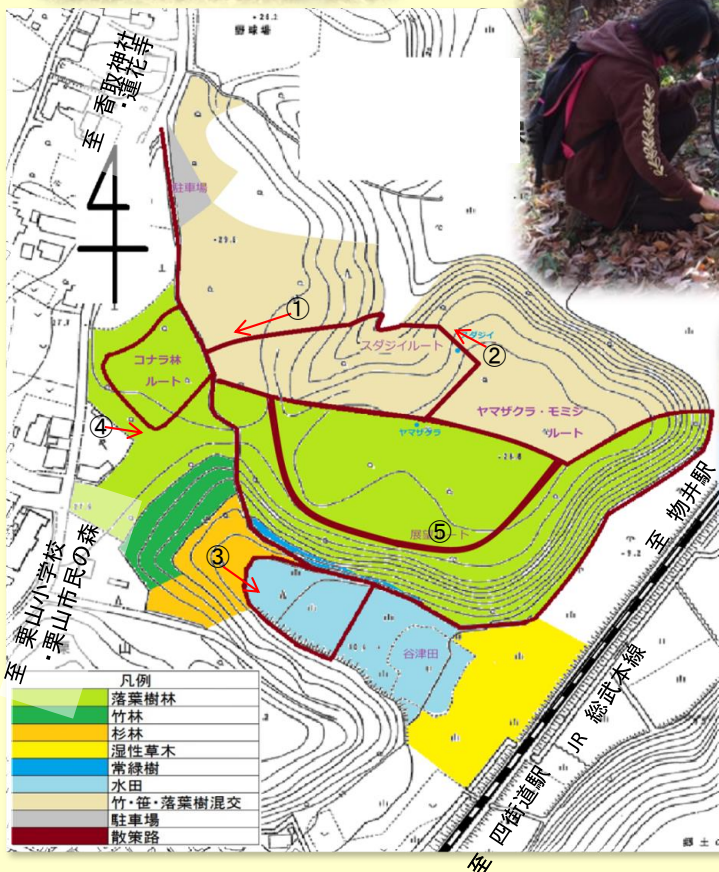 野球場
至 香取神社
・蓮花寺
駐車場
①
スダジイ
②
スダジイルート
コナラ林
ルート
ヤマザクラ・モミジ
ルート
ヤマザクラ
④
⑤
③
谷津田
至 物井駅
至 栗山小学校
・栗山市民の森
JR 総武本線
至 四街道駅
山
凡例
落葉樹林
竹林
杉林
湿性草木
常緑樹
水田
竹・笹・落葉樹混交
駐車場
散策路